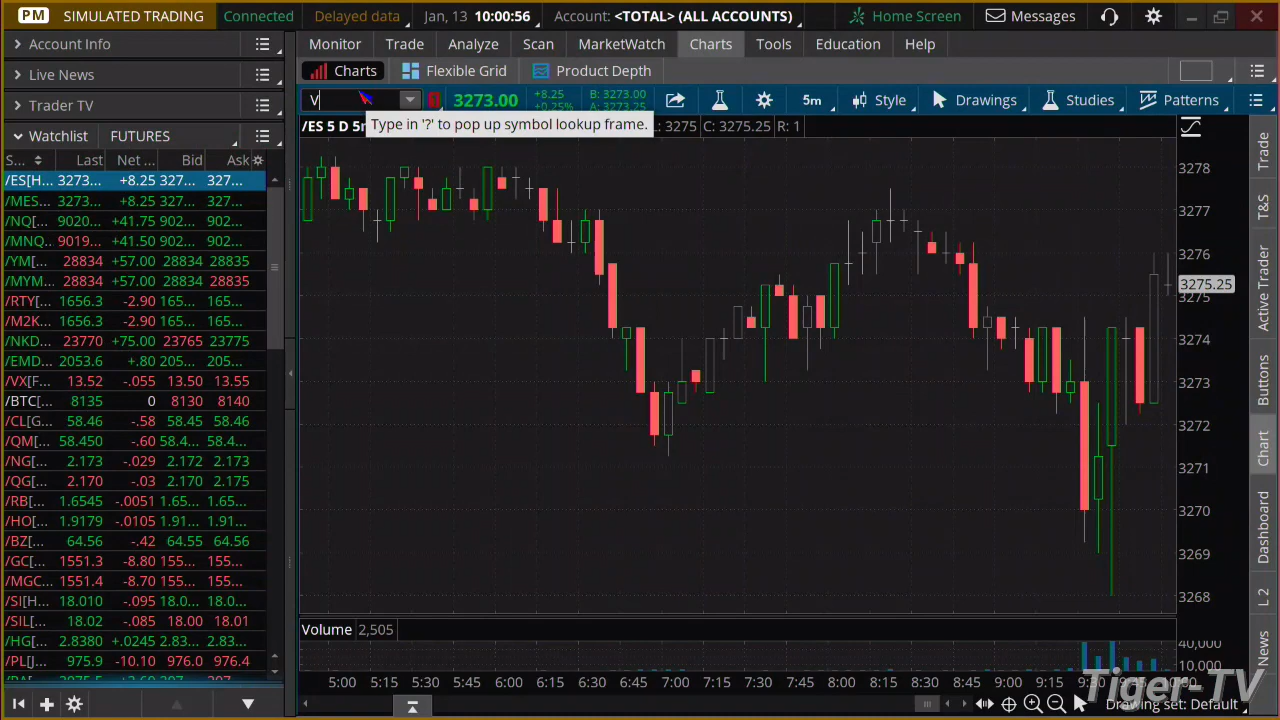 PM SIMULATED TRADING Connected Delayed data Jan, 13 10:00:56 Account: <TOTAL> (ALL ACCOUNTS) Home Screen Messages
Account Info
Live News
Trader TV
Watchlist FUTURES
S... Last Net ... Bid Ask
/ES[H... 3273... +8.25 327... 327...
/MES... 3273... +8.25 327... 327...
/NQ[... 9020... +41.75 902... 902...
/MNQ... 9019... +41.50 902... 902...
/YM[... 28834 +57.00 28834 28835
/MYM... 28834 +57.00 28834 28835
/RTY[... 1656.3 -2.90 165... 165...
/M2K... 1656.3 -2.90 165... 165...
/NKD... 23770 +75.00 23765 23775
/EMD... 2053.6 +.80 205... 205...
/VX[F... 13.52 -.055 13.50 13.55
/BTC[... 8135 0 8130 8140
/CL[G... 58.46 -.58 58.45 58.46
/QM[... 58.450 -.60 58.4... 58.4...
/NG[... 2.173 -.029 2.172 2.173
/QG[... 2.170 -.03 2.170 2.175
/RB[... 1.6545 -.0051 1.65... 1.65...
/HO[... 1.9179 -.0105 1.91... 1.91...
/BZ[... 64.56 -.42 64.55 64.56
/GC[... 1551.3 -8.80 155... 155...
/MGC... 1551.4 -8.70 155... 155...
/SI[H... 18.010 -.095 18.0... 18.0...
/SIL[... 18.02 -.085 18.00 18.01
/HG[... 2.8380 +.0245 2.83... 2.83...
/PL[J... 975.9 -10.10 976.0 976.4
Monitor Trade Analyze Scan MarketWatch Charts Tools Education Help
Charts Flexible Grid Product Depth
V 3273.00 +8.25 +0.25% B: 3273.00 A: 3273.25 5m Style Drawings Studies Patterns
Type in '?' to pop up symbol lookup frame.
/ES 5 D 5m L: 3275 C: 3275.25 R: 1
3278
3277
3276
3275.25
3275
3274
3273
3272
3271
3270
3269
3268
Volume 2,505
40,000
10,000
5:00 5:15 5:30 5:45 6:00 6:15 6:30 6:45 7:00 7:15 7:30 7:45 8:00 8:15 8:30 8:45 9:00 9:15 9:30
Drawing set: Default
Tiger-TV
Trade
T&S
Active Trader
Buttons
Chart
Dashboard
L 2
News